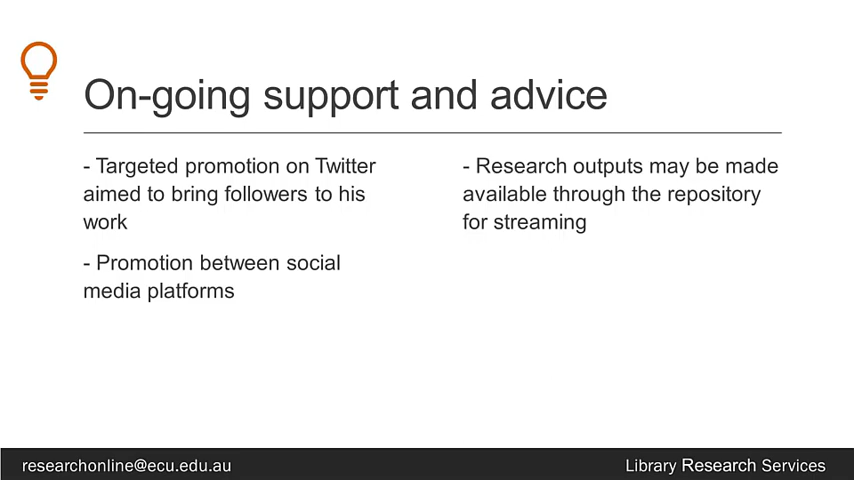 On-going support and advice
- Targeted promotion on Twitter
aimed to bring followers to his
work
- Promotion between social
media platforms
- Research outputs may be made
available through the repository
for streaming
researchonline@ecu.edu.au
Library Research Services